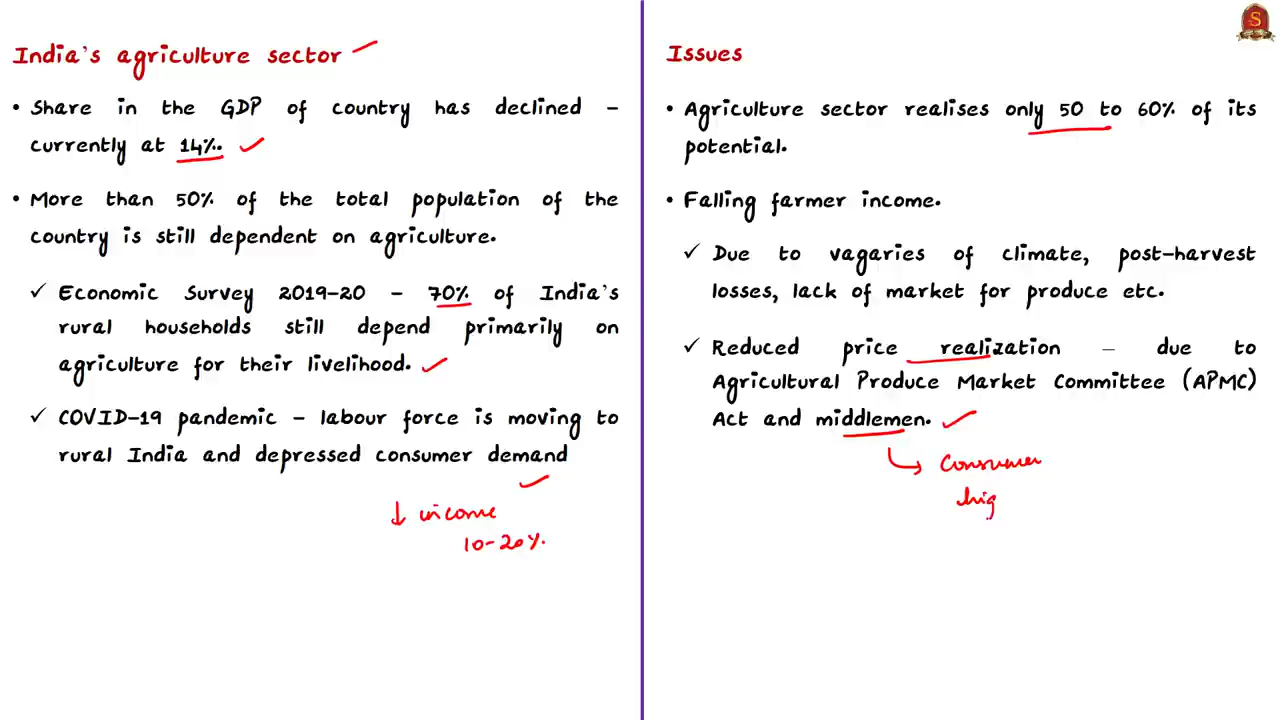 India's agriculture sector
• Share in the GDP of country has declined –
currently at 14%.
• More than 50% of the total population of the
country is still dependent on agriculture.
✓ Economic Survey 2019-20 – 70% of India's
rural households still depend primarily on
agriculture for their livelihood.
✓ COVID-19 pandemic – labour force is moving to
rural India and depressed consumer demand
↓ income
10-20%.
Issues
• Agriculture sector realises only 50 to 60% of its
potential.
• Falling farmer income.
✓ Due to vagaries of climate, post-harvest
losses, lack of market for produce etc.
✓ Reduced price realization – due to
Agricultural Produce Market Committee (APMC)
Act and middlemen.
Consumer
hig
S